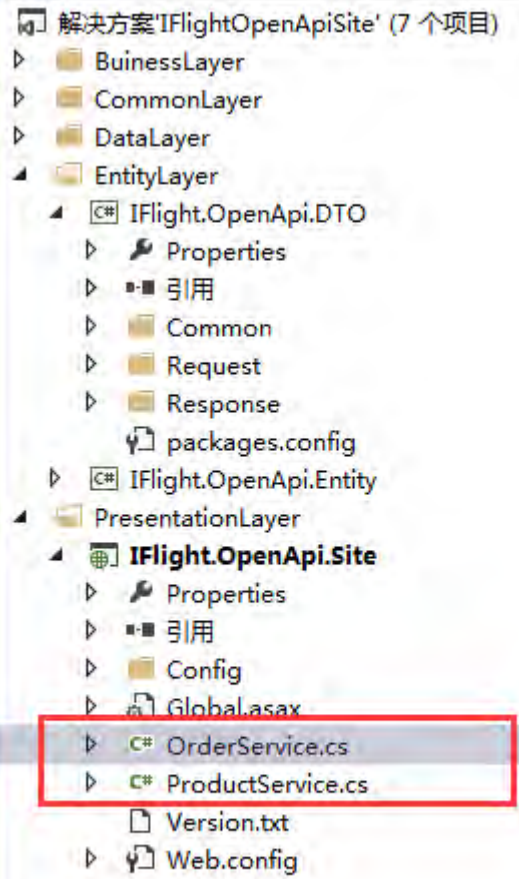 解决方案'IFlightOpenApiSite' (7 个项目)
BuinessLayer
CommonLayer
DataLayer
EntityLayer
C# IFlight.OpenApi.DTO
Properties
引用
Common
Request
Response
packages.config
C# IFlight.OpenApi.Entity
PresentationLayer
IFlight.OpenApi.Site
Properties
引用
Config
Global.asax
C# OrderService.cs
C# ProductService.cs
Version.txt
Web.config